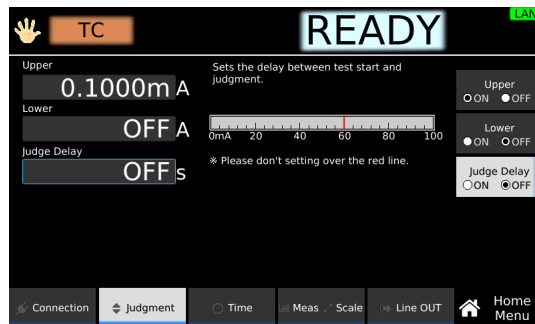 TC
READY
LAN
Upper
0.1000m A
Lower
OFF A
Judge Delay
OFF s
Sets the delay between test start and
judgment.
0mA 20 40 60 80 100
※ Please don't setting over the red line.
Upper
ON OFF
Lower
ON OFF
Judge Delay
ON OFF
Connection
Judgment
Time
Meas Scale
Line OUT
Home
Menu